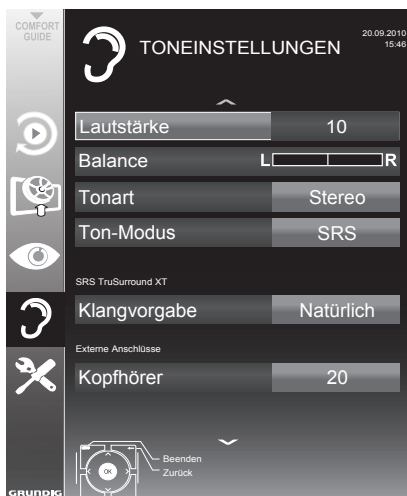 COMFORT
GUIDE
TONEINSTELLUNGEN
20.09.2010
15:46
Lautstärke 10
Balance L R
Tonart Stereo
Ton-Modus SRS
SRS TruSurround XT
Klangvorgabe Natürlich
Externe Anschlüsse
Kopfhörer 20
OK
Beenden
Zurück
GRUNDIG